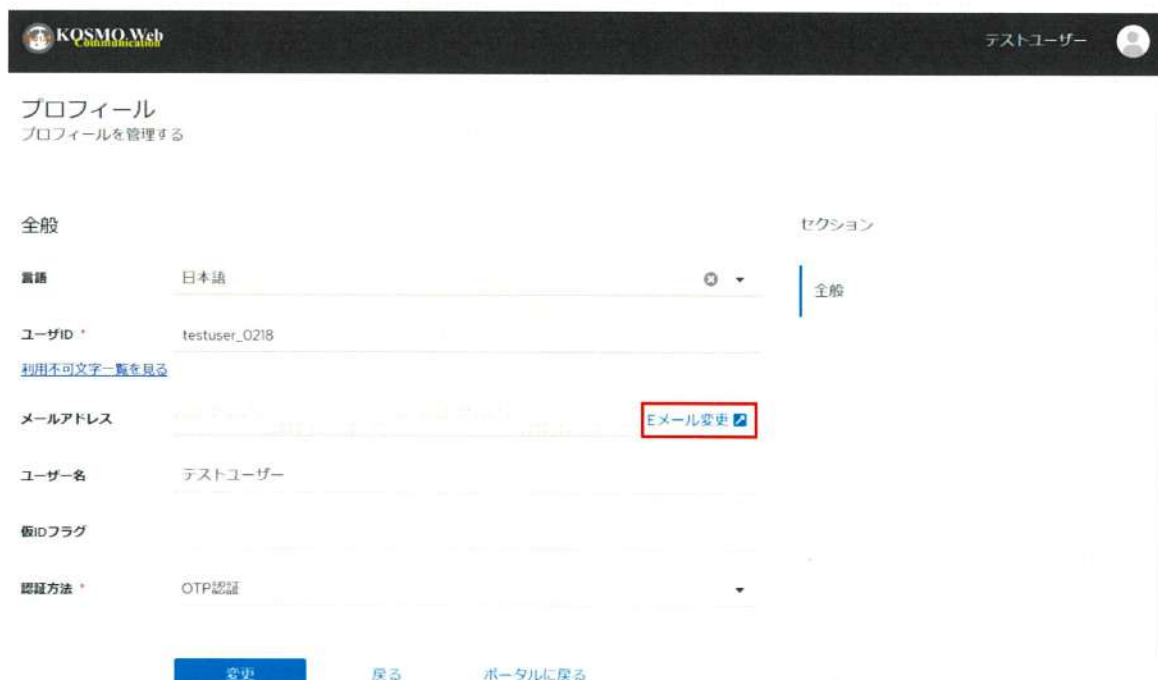 KOSMO Web
Communication
テストユーザー
プロフィール
プロフィールを管理する
全般
セクション
言語
日本語
全般
ユーザID *
testuser_0218
利用不可文字一覧を見る
メールアドレス
Eメール変更
ユーザー名
テストユーザー
仮IDフラグ
認証方法 *
OTP認証
変更
戻る
ポータルに戻る